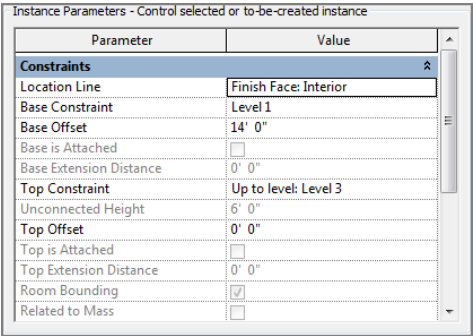 Instance Parameters - Control selected or to-be-created instance
Parameter Value
Constraints
Location Line Finish Face: Interior
Base Constraint Level 1
Base Offset 14' 0"
Base is Attached
Base Extension Distance 0' 0"
Top Constraint Up to level: Level 3
Unconnected Height 6' 0"
Top Offset 0' 0"
Top is Attached
Top Extension Distance 0' 0"
Room Bounding
Related to Mass